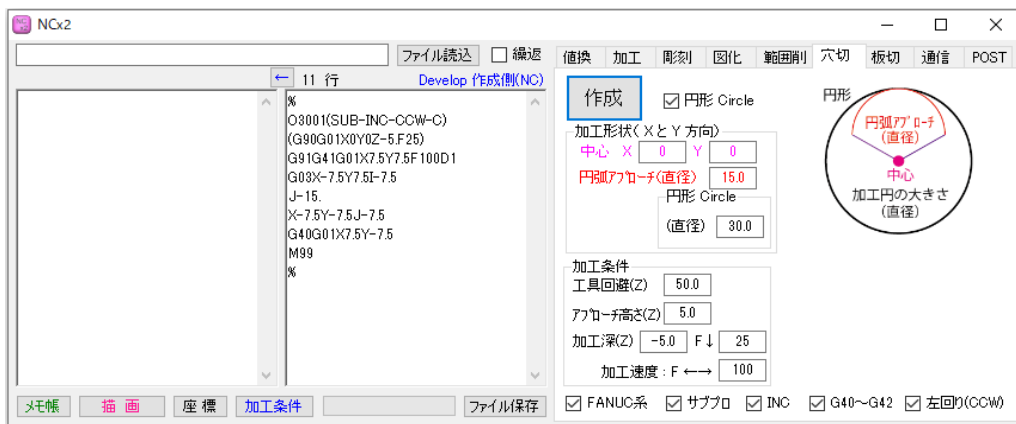 NCx2
ファイル読込 繰返
← 11 行 Develop 作成側(NC)
%
O3001(SUB-INC-CCW-C)
(G90G01X0Y0Z-5.F25)
G91G41G01X7.5Y7.5F100D1
G03X-7.5Y7.5I-7.5
J-15.
X-7.5Y-7.5J-7.5
G40G01X7.5Y-7.5
M99
%
メモ帳 描 画 座 標 加工条件 ファイル保存
値換 加工 彫刻 図化 範囲削 穴切 板切 通信 POST
作成 円形 Circle
加工形状(XとY方向)
中心 X 0 Y 0
円弧アプローチ(直径) 15.0
円形 Circle
(直径) 30.0
加工条件
工具回避(Z) 50.0
アプローチ高さ(Z) 5.0
加工深(Z) -5.0 F↓ 25
加工速度:F ←→ 100
FANUC系 サブプロ INC G40~G42 左回り(CCW)
円形
円弧アプローチ
(直径)
中心
加工円の大きさ
(直径)